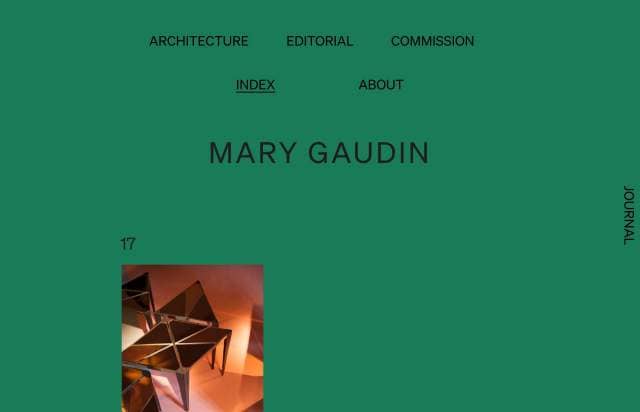 ARCHITECTURE EDITORIAL COMMISSION
INDEX ABOUT
MARY GAUDIN
JOURNAL
17